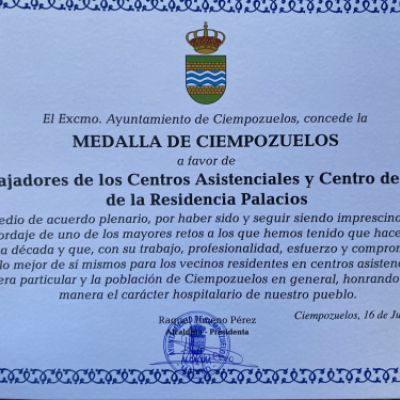 El Excmo. Ayuntamiento de Ciempozuelos, concede la
MEDALLA DE CIEMPOZUELOS
a favor de
ajadores de los Centros Asistenciales y Centro de
de la Residencia Palacios
edio de acuerdo plenario, por haber sido y seguir siendo imprescind
ordaje de uno de los mayores retos a los que hemos tenido que hace
a década y que, con su trabajo, profesionalidad, esfuerzo y compron
lo mejor de sí mismos para los vecinos residentes en centros asistenc
era particular y la población de Ciempozuelos en general, honrando
manera el carácter hospitalario de nuestro pueblo.
Ciempozuelos, 16 de Ju
Raquel Jimeno Pérez
Alcaldesa - Presidenta